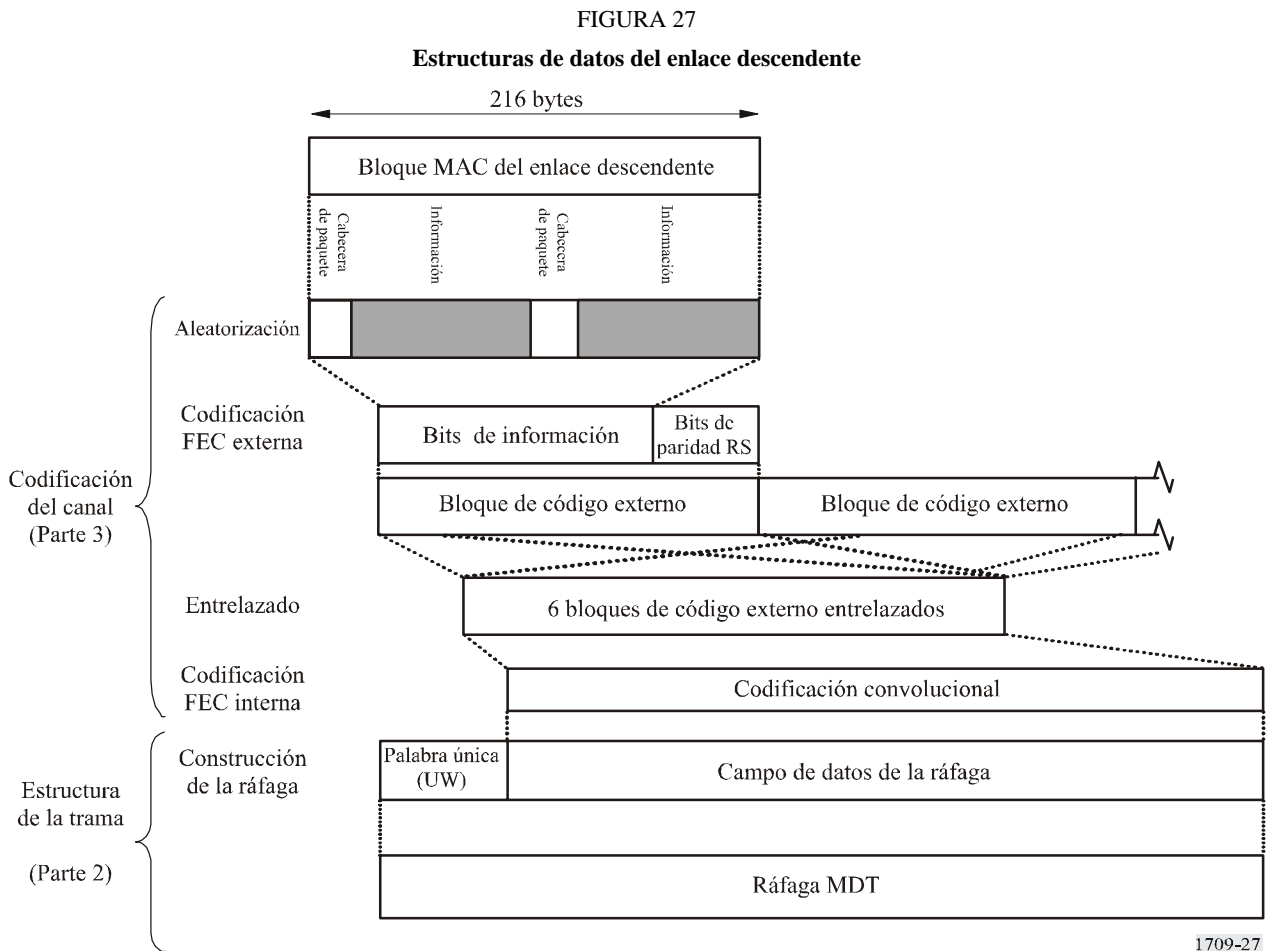 FIGURA 27
Estructuras de datos del enlace descendente
216 bytes
Bloque MAC del enlace descendente
Cabecera
de paquete
Información
Cabecera
de paquete
Información
Aleatorización
Codificación
FEC externa
Bits de información
Bits de
paridad RS
Codificación
del canal
(Parte 3)
Bloque de código externo
Bloque de código externo
Entrelazado
6 bloques de código externo entrelazados
Codificación
FEC interna
Codificación convolucional
Construcción
de la ráfaga
Palabra única
(UW)
Campo de datos de la ráfaga
Estructura
de la trama
(Parte 2)
Ráfaga MDT
1709-27